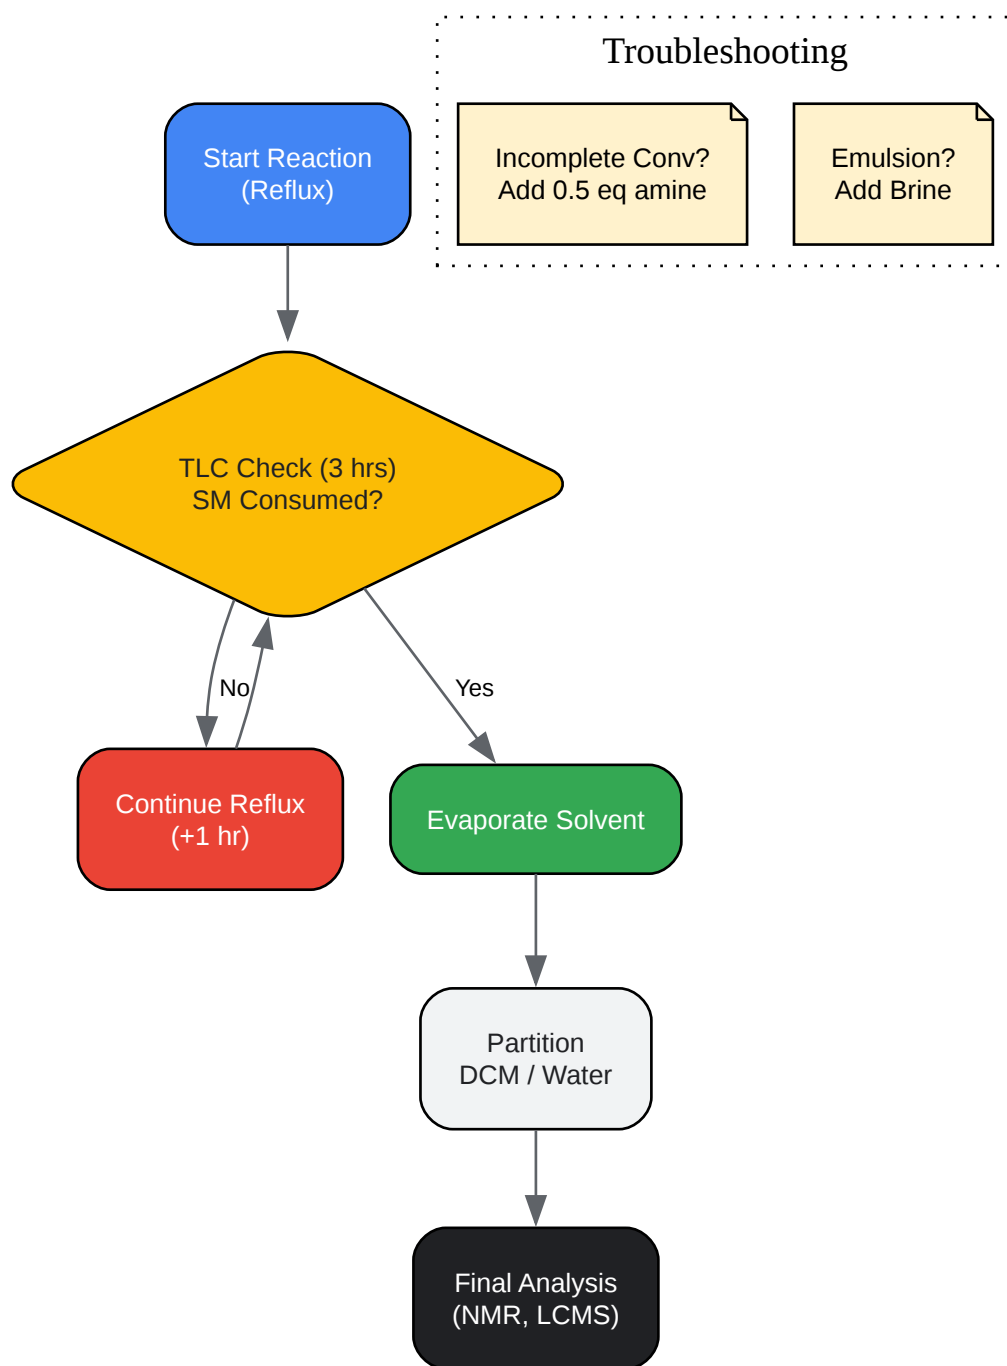 Troubleshooting
Start Reaction
(Reflux)
Incomplete Conv?
Add 0.5 eq amine
Emulsion?
Add Brine
TLC Check (3 hrs)
SM Consumed?
No
Yes
Continue Reflux
(+1 hr)
Evaporate Solvent
Partition
DCM / Water
Final Analysis
(NMR, LCMS)